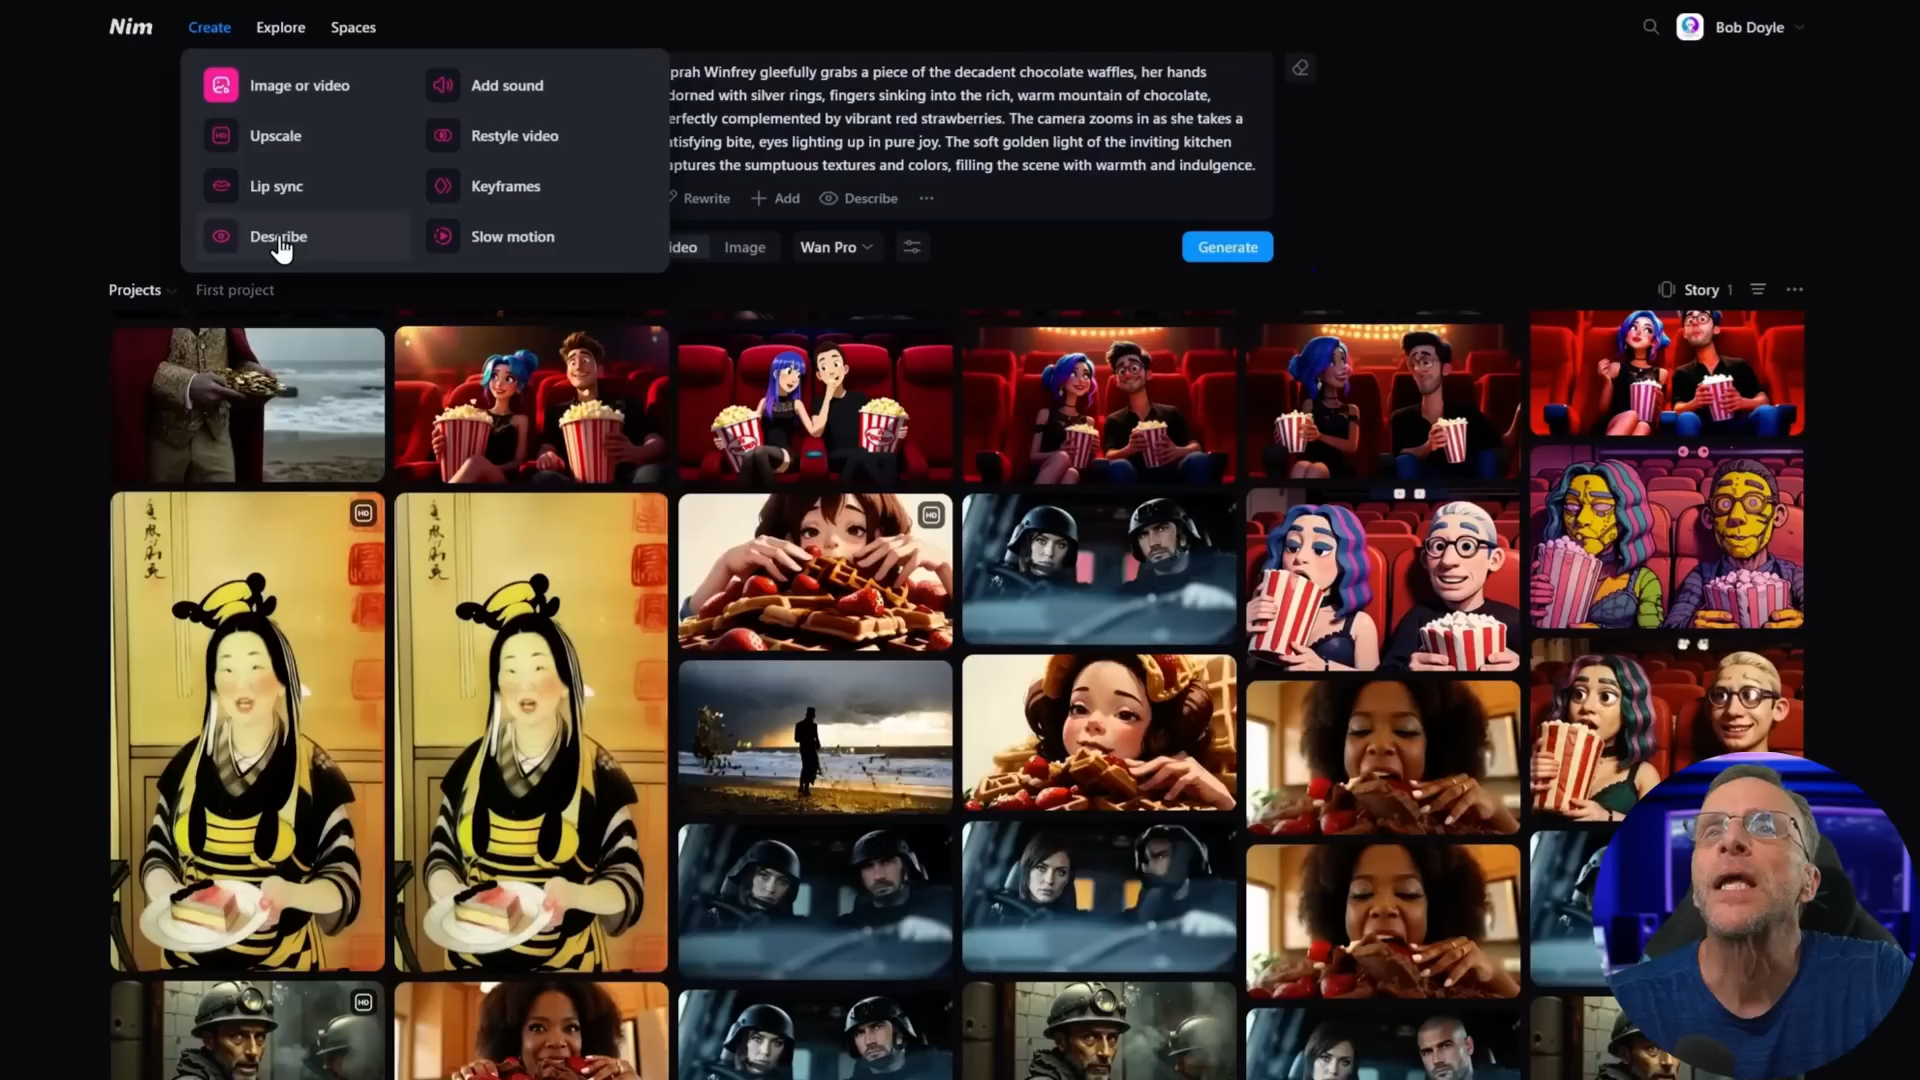 Nim
Create
Explore
Spaces
Bob Doyle
Image or video
Add sound
Upscale
Restyle video
Lip sync
Keyframes
Describe
Slow motion
prah Winfrey gleefully grabs a piece of the decadent chocolate waffles, her hands
dorned with silver rings, fingers sinking into the rich, warm mountain of chocolate,
erfectly complemented by vibrant red strawberries. The camera zooms in as she takes a
tisfying bite, eyes lighting up in pure joy. The soft golden light of the inviting kitchen
aptures the sumptuous textures and colors, filling the scene with warmth and indulgence.
Rewrite
Add
Describe
ideo
Image
Wan Pro
Generate
Projects
First project
Story 1
HD
HD
HD